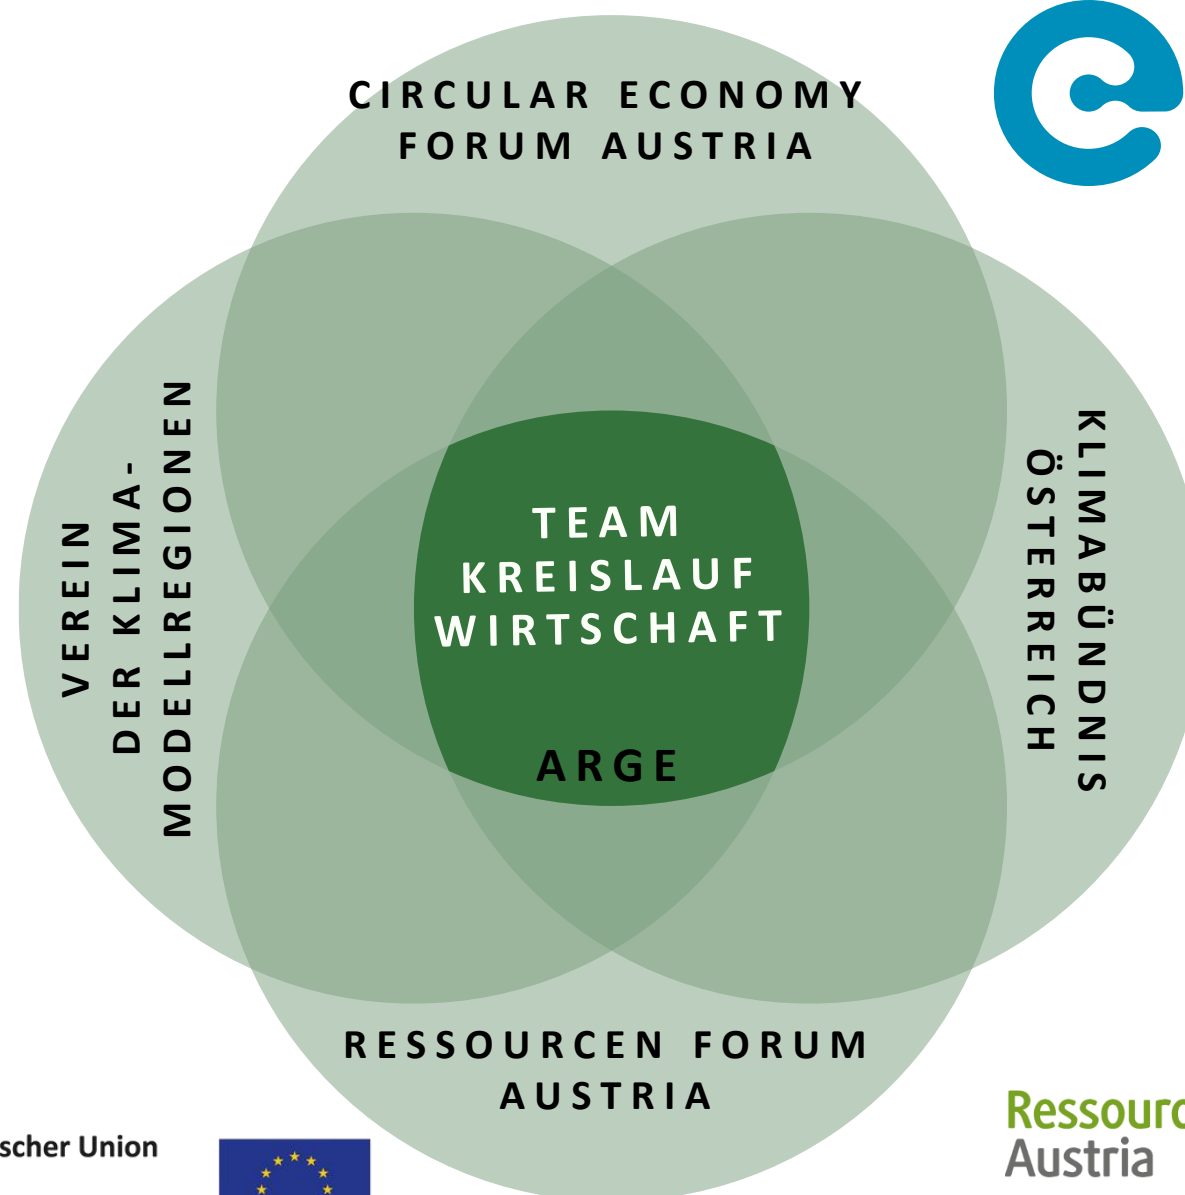 CIRCULAR ECONOMY
FORUM AUSTRIA
VEREIN
DER KLIMA-
MODELLREGIONEN
TEAM
KREISLAUF
WIRTSCHAFT
ARGE
KLIMABÜNDNIS
ÖSTERREICH
RESSOURCEN FORUM
AUSTRIA
scher Union
Ressourc
Austria